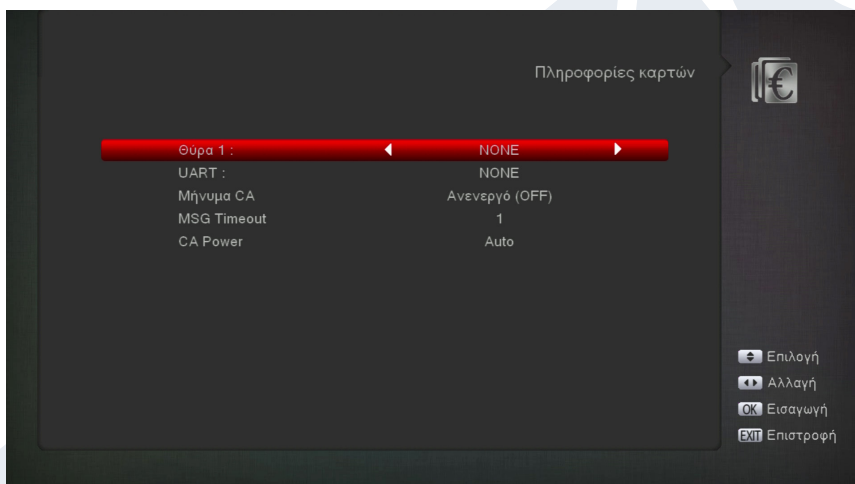 Πληροφορίες καρτών
Θύρα 1 : NONE
UART : NONE
Μήνυμα CA Ανενεργό (OFF)
MSG Timeout 1
CA Power Auto
Επιλογή
Αλλαγή
OK Εισαγωγή
EXIT Επιστροφή